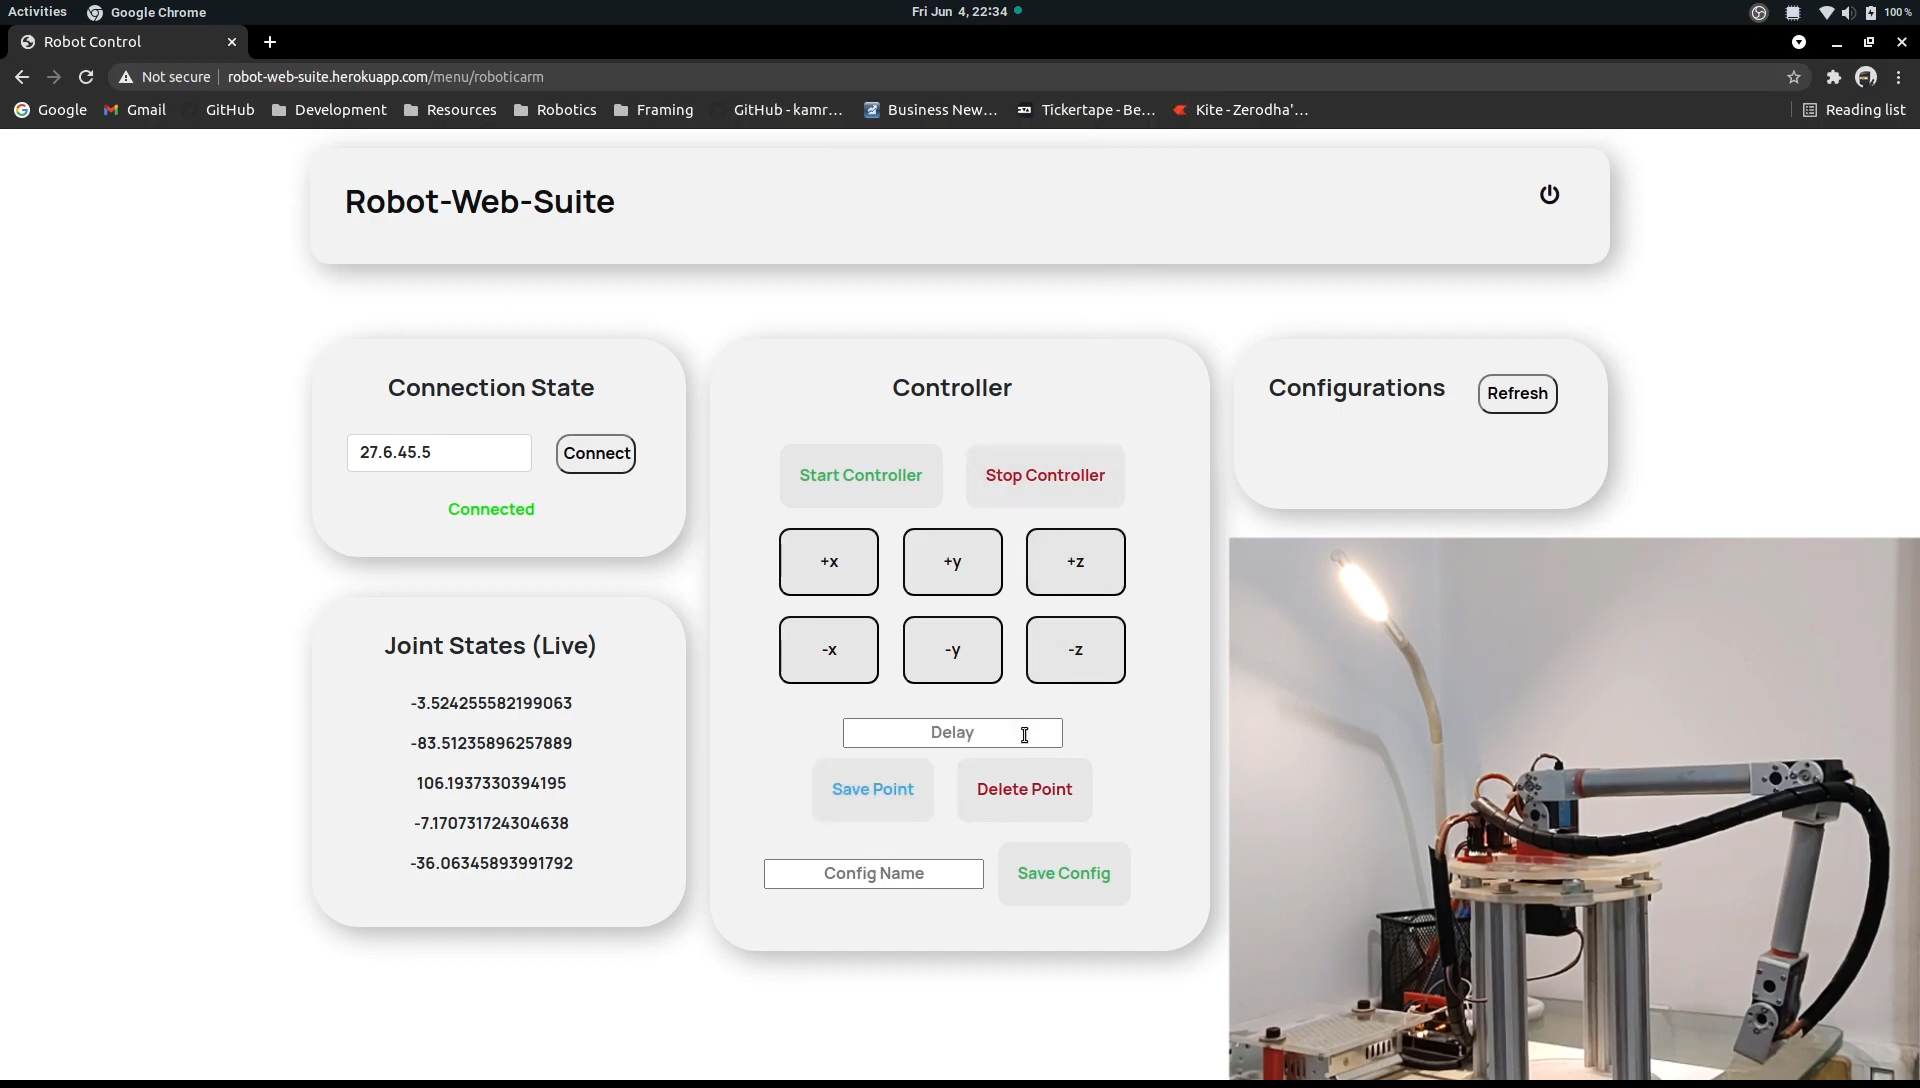 Activities Google Chrome Fri Jun 4, 22:34 100 %
Robot Control
Not secure robot-web-suite.herokuapp.com/menu/roboticarm
Google Gmail GitHub Development Resources Robotics Framing GitHub - kamr... Business New... Tickertape - Be... Kite - Zerodha'... Reading list
Robot-Web-Suite
Connection State
27.6.45.5 Connect
Connected
Joint States (Live)
-3.524255582199063
-83.51235896257889
106.1937330394195
-7.170731724304638
-36.06345893991792
Controller
Start Controller Stop Controller
+x +y +z
-x -y -z
Delay
Save Point Delete Point
Config Name Save Config
Configurations Refresh